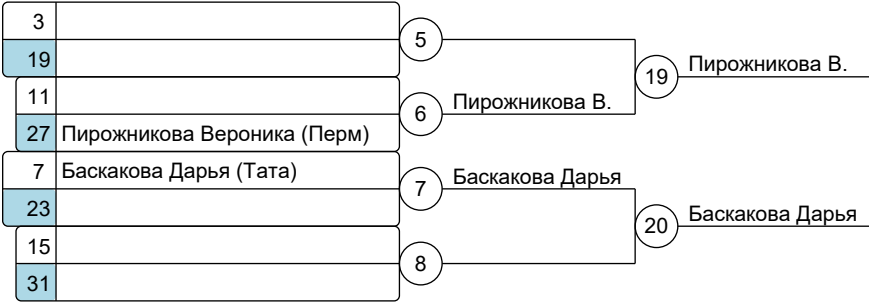 3
19
5
11
27 Пирожникова Вероника (Перм)
6 Пирожникова В.
19 Пирожникова В.
7 Баскакова Дарья (Тата)
23
7 Баскакова Дарья
15
31
8
20 Баскакова Дарья